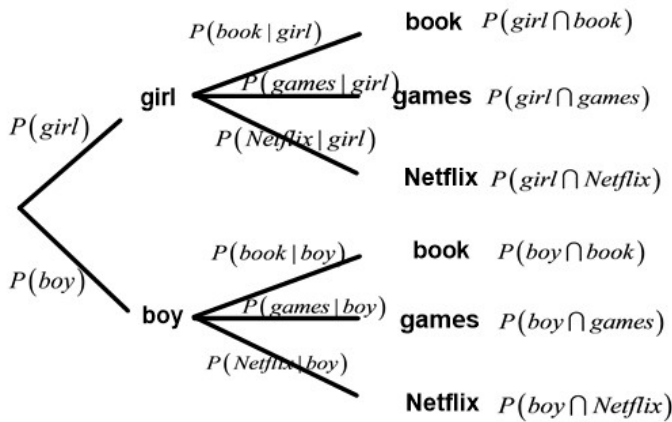 P(book | girl) book P(girl ⋂ book)
girl P(games | girl) games P(girl ⋂ games)
P(girl)
P(Netflix | girl)
Netflix P(girl ⋂ Netflix)
P(book | boy) book P(boy ⋂ book)
P(boy)
boy P(games | boy) games P(boy ⋂ games)
P(Netflix | boy)
Netflix P(boy ⋂ Netflix)